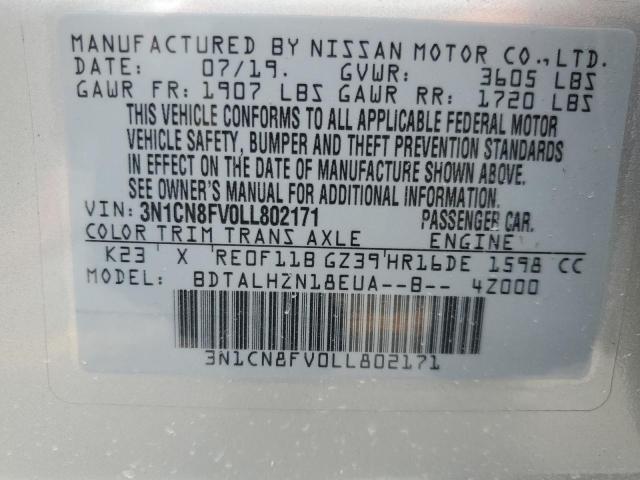 MANUFACTURED BY NISSAN MOTOR CO., LTD.
DATE: 07/19. GVWR: 3605 LBS
GAWR FR: 1907 LBS GAWR RR: 1720 LBS
THIS VEHICLE CONFORMS TO ALL APPLICABLE FEDERAL MOTOR
VEHICLE SAFETY, BUMPER AND THEFT PREVENTION STANDARDS
IN EFFECT ON THE DATE OF MANUFACTURE SHOWN ABOVE.
SEE OWNER'S MANUAL FOR ADDITIONAL INFORMATION.
VIN: 3N1CN8FV0LL802171 PASSENGER CAR.
COLOR TRIM TRANS AXLE ENGINE
K23 X RE0F11B GZ39 HR16DE 1598 CC
MODEL: BDTALHZN18EUA--B-- 4Z000
3N1CN8FV0LL802171